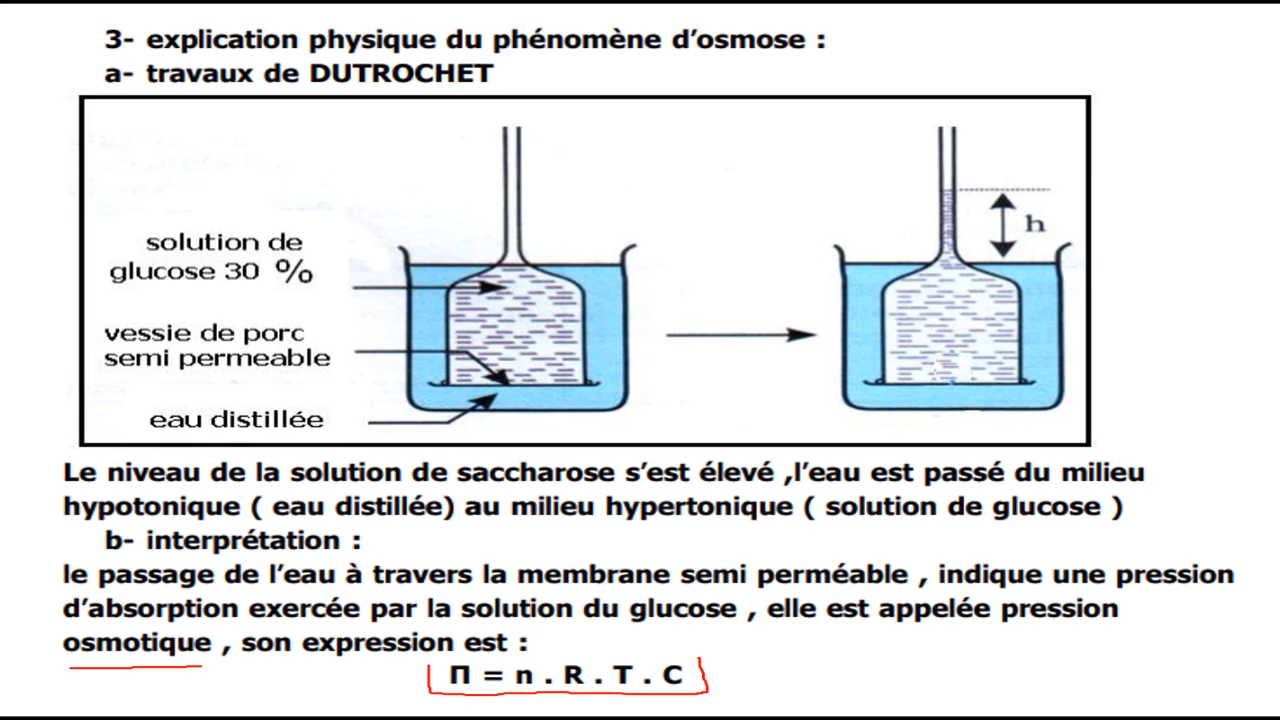 3- explication physique du phénomène d'osmose :
a- travaux de DUTROCHET
solution de
glucose 30 %
vessie de porc
semi permeable
eau distillée
h
Le niveau de la solution de saccharose s'est élevé ,l'eau est passé du milieu
hypotonique ( eau distillée) au milieu hypertonique ( solution de glucose )
b- interprétation :
le passage de l'eau à travers la membrane semi perméable , indique une pression
d'absorption exercée par la solution du glucose , elle est appelée pression
osmotique , son expression est :
Π = n . R . T . C